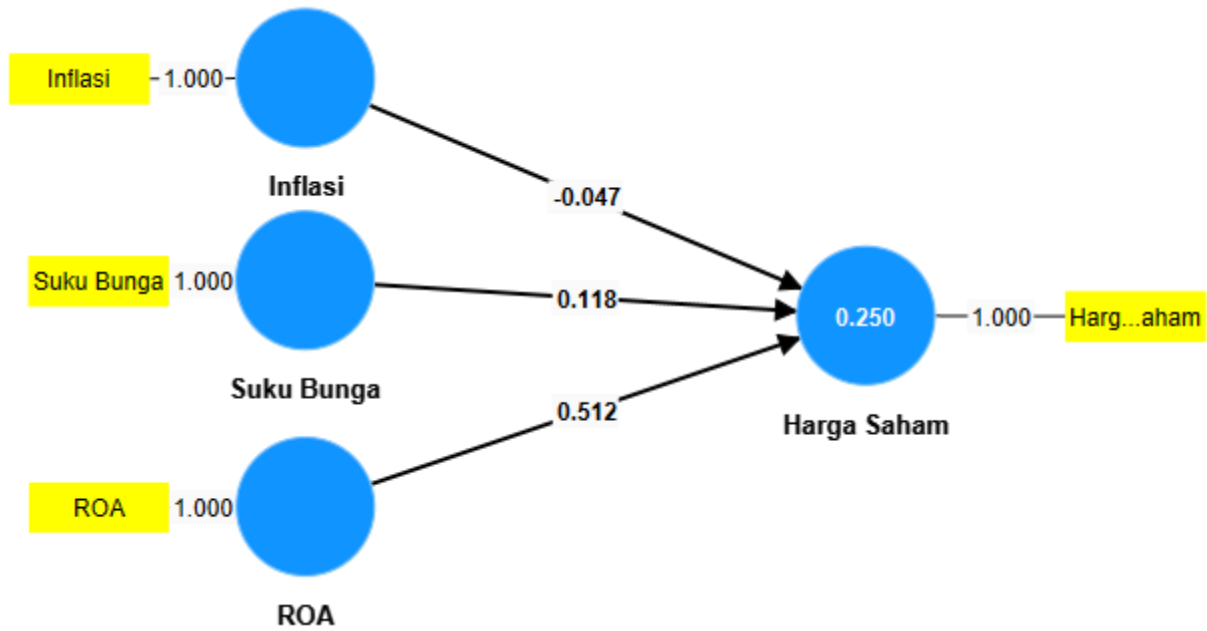 Inflasi
1.000
Inflasi
-0.047
Suku Bunga
1.000
Suku Bunga
0.118
0.250
1.000
Harg...aham
Harga Saham
0.512
ROA
1.000
ROA